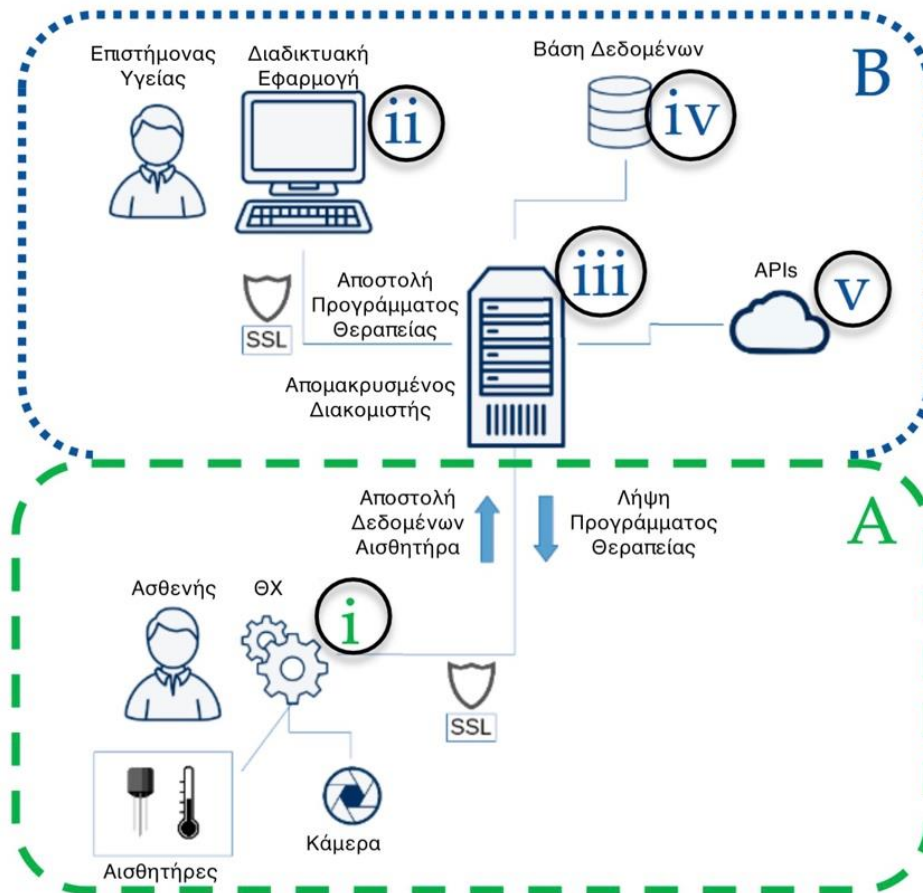 Επιστήμονας
Υγείας
Διαδικτυακή
Εφαρμογή
ii
Βάση Δεδομένων
iv
B
iii
APIs
v
SSL
Αποστολή
Προγράμματος
Θεραπείας
Απομακρυσμένος
Διακομιστής
Αποστολή
Δεδομένων
Αισθητήρα
Λήψη
Προγράμματος
Θεραπείας
A
Ασθενής
ΘΧ
i
SSL
Αισθητήρες
Κάμερα